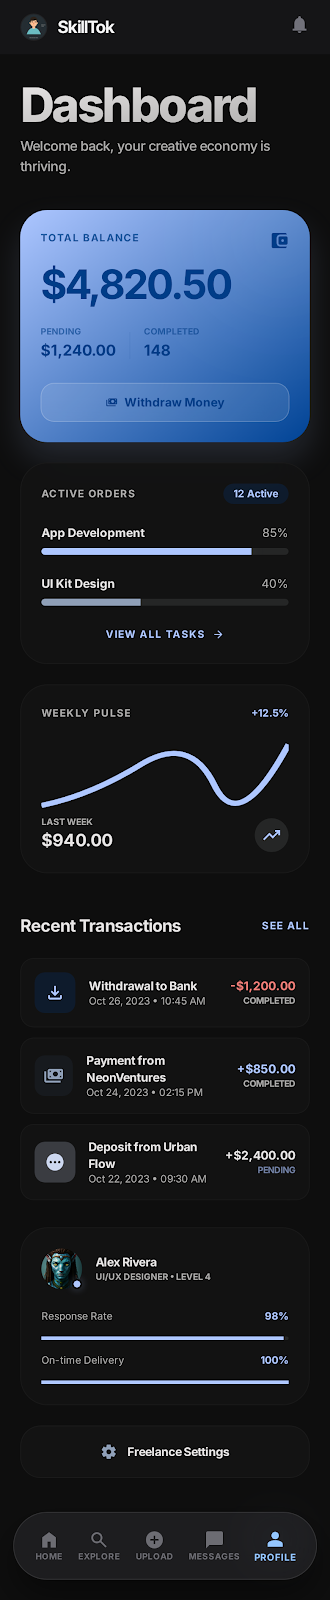 SkillTok
Dashboard
Welcome back, your creative economy is
thriving.
TOTAL BALANCE
$4,820.50
PENDING COMPLETED
$1,240.00 148
Withdraw Money
ACTIVE ORDERS 12 Active
App Development 85%
UI Kit Design 40%
VIEW ALL TASKS →
WEEKLY PULSE +12.5%
LAST WEEK
$940.00
Recent Transactions SEE ALL
Withdrawal to Bank -$1,200.00
Oct 26, 2023 • 10:45 AM COMPLETED
Payment from
NeonVentures +$850.00
Oct 24, 2023 • 02:15 PM COMPLETED
Deposit from Urban
Flow +$2,400.00
Oct 22, 2023 • 09:30 AM PENDING
Alex Rivera
UI/UX DESIGNER • LEVEL 4
Response Rate 98%
On-time Delivery 100%
Freelance Settings
HOME EXPLORE UPLOAD MESSAGES PROFILE